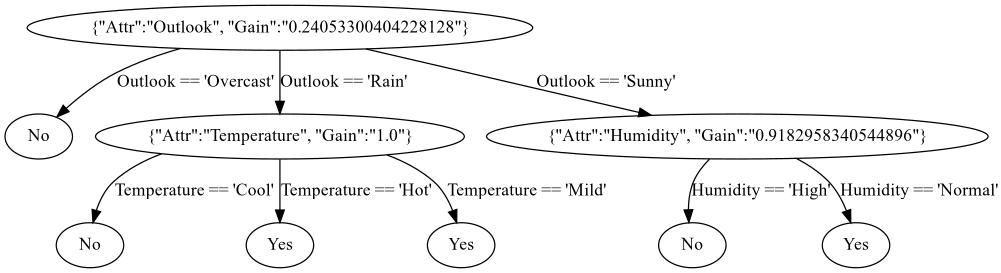 {"Attr":"Outlook", "Gain":"0.24053300404228128"}
Outlook == 'Overcast'
Outlook == 'Rain'
Outlook == 'Sunny'
No
{"Attr":"Temperature", "Gain":"1.0"}
{"Attr":"Humidity", "Gain":"0.9182958340544896"}
Temperature == 'Cool'
Temperature == 'Hot'
Temperature == 'Mild'
Humidity == 'High'
Humidity == 'Normal'
No
Yes
Yes
No
Yes